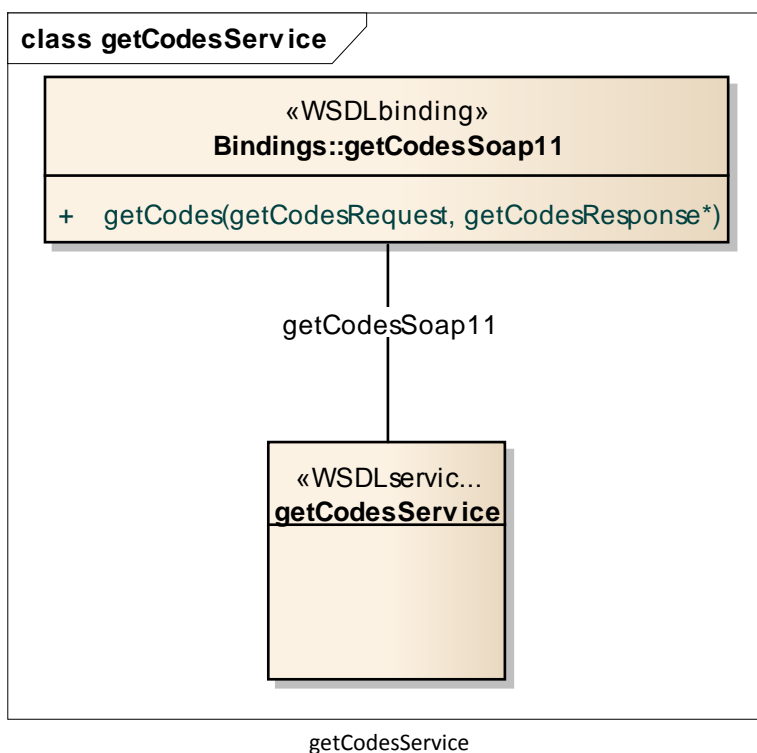 class getCodesService
«WSDLbinding»
Bindings::getCodesSoap11
+ getCodes(getCodesRequest, getCodesResponse*)
getCodesSoap11
«WSDLservic...
getCodesService
getCodesService